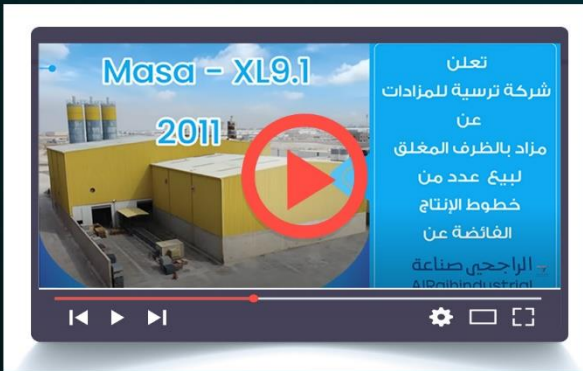 Masa - XL9.1
2011
تعلن
شركة ترسية للمزادات
عن
مزاد بالظرف المغلق
لبيع عدد من
خطوط الإنتاج
الفائضة عن
الراجحي صناعة
AlRajhiIndustrial